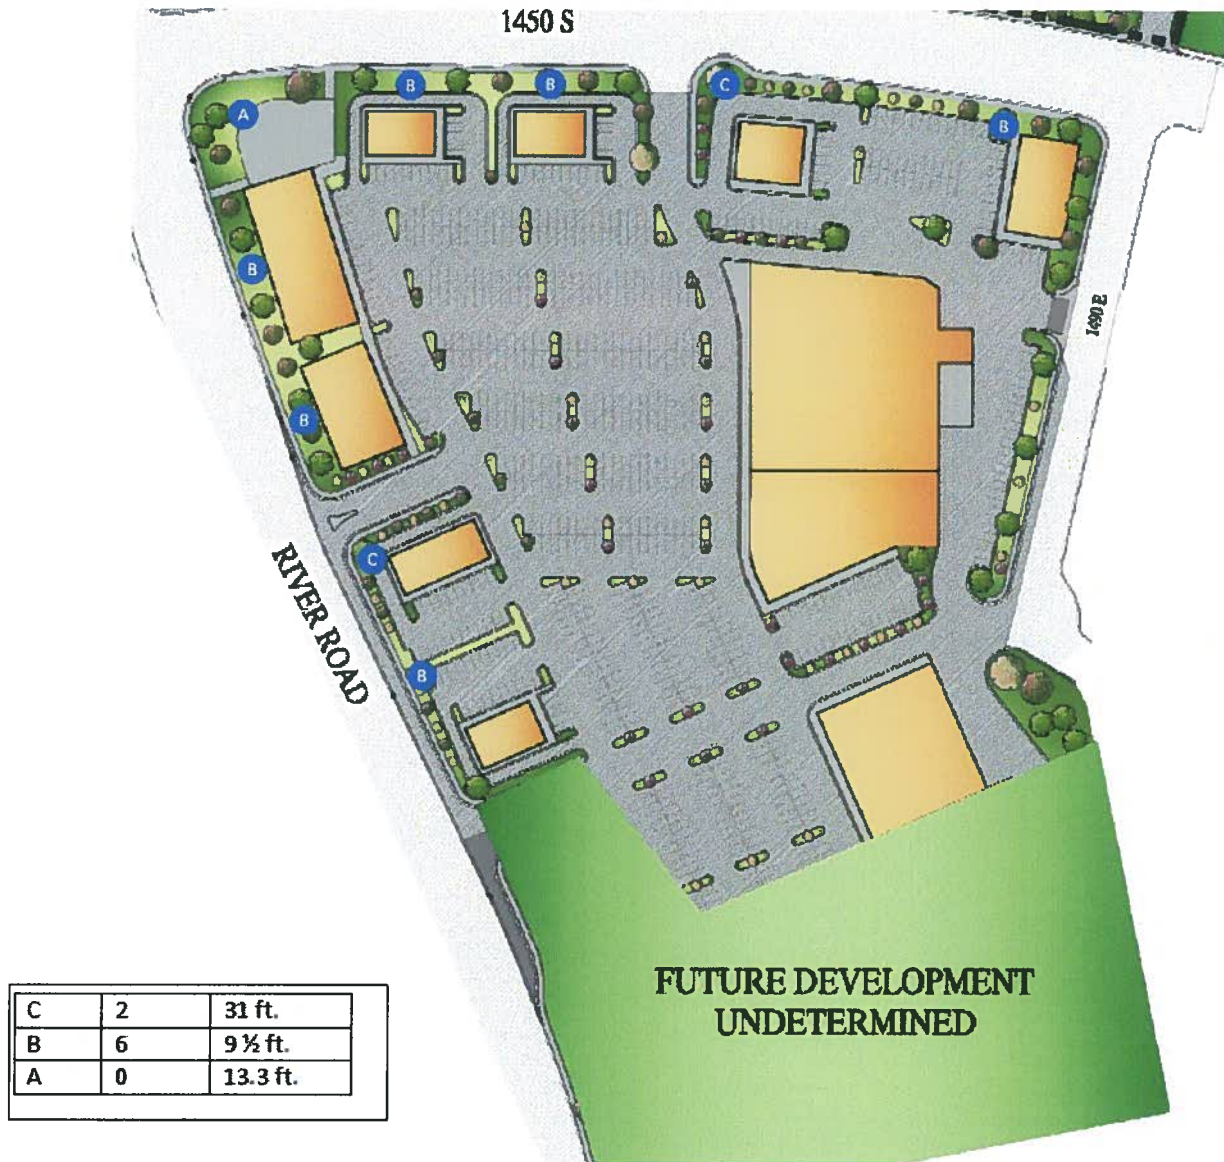 1450 S
A
B
B
C
B
B
B
1490 E
C
B
RIVER ROAD
FUTURE DEVELOPMENT
UNDETERMINED
C 2 31 ft.
B 6 9 ½ ft.
A 0 13.3 ft.